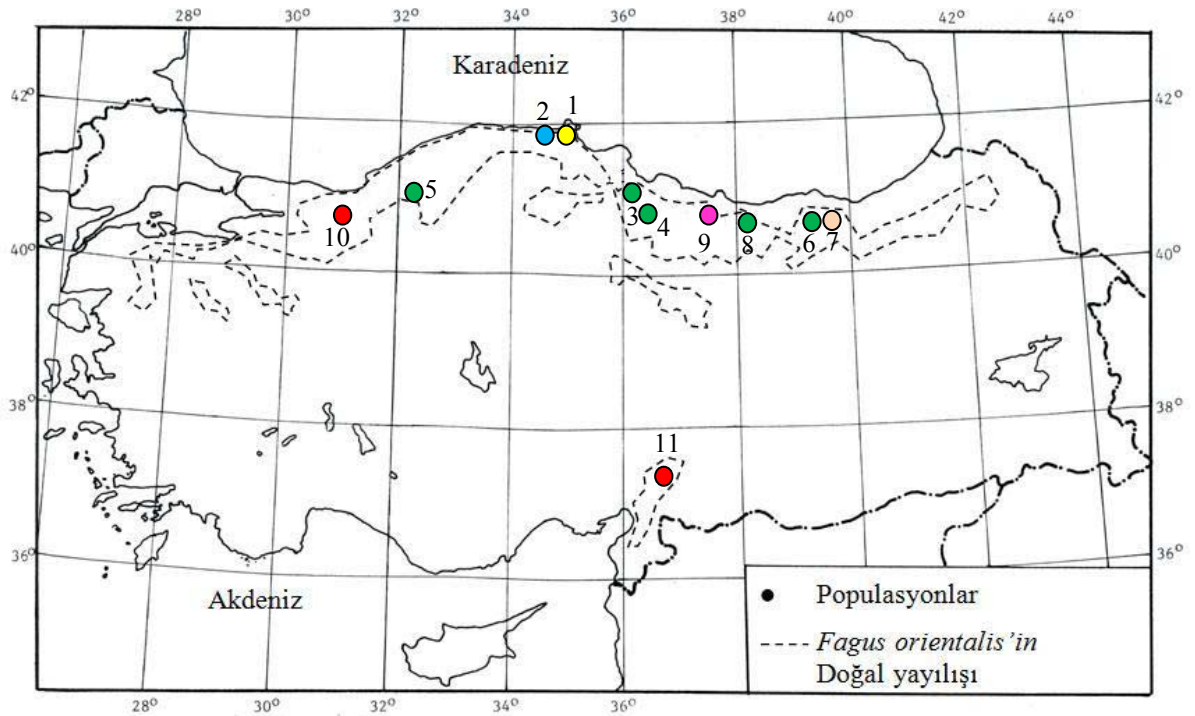 28° 30° 32° 34° 36° 38° 40° 42° 44°
Karadeniz
42° 42°
2 1
5
3
4
10
9
8
6
7
40° 40°
38° 38°
11
36° 36°
Akdeniz
Populasyonlar
Fagus orientalis’in
Doğal yayılışı
28° 30° 32° 34° 36°